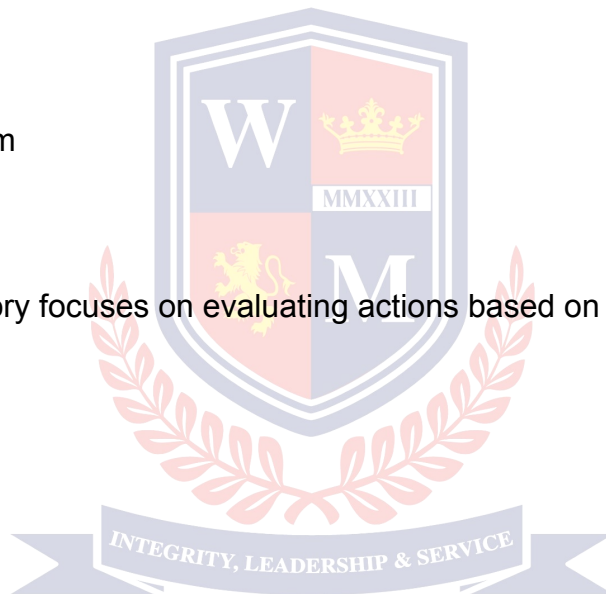 W
MMXXIII
ory focuses on evaluating actions based on
M
INTEGRITY, LEADERSHIP & SERVICE